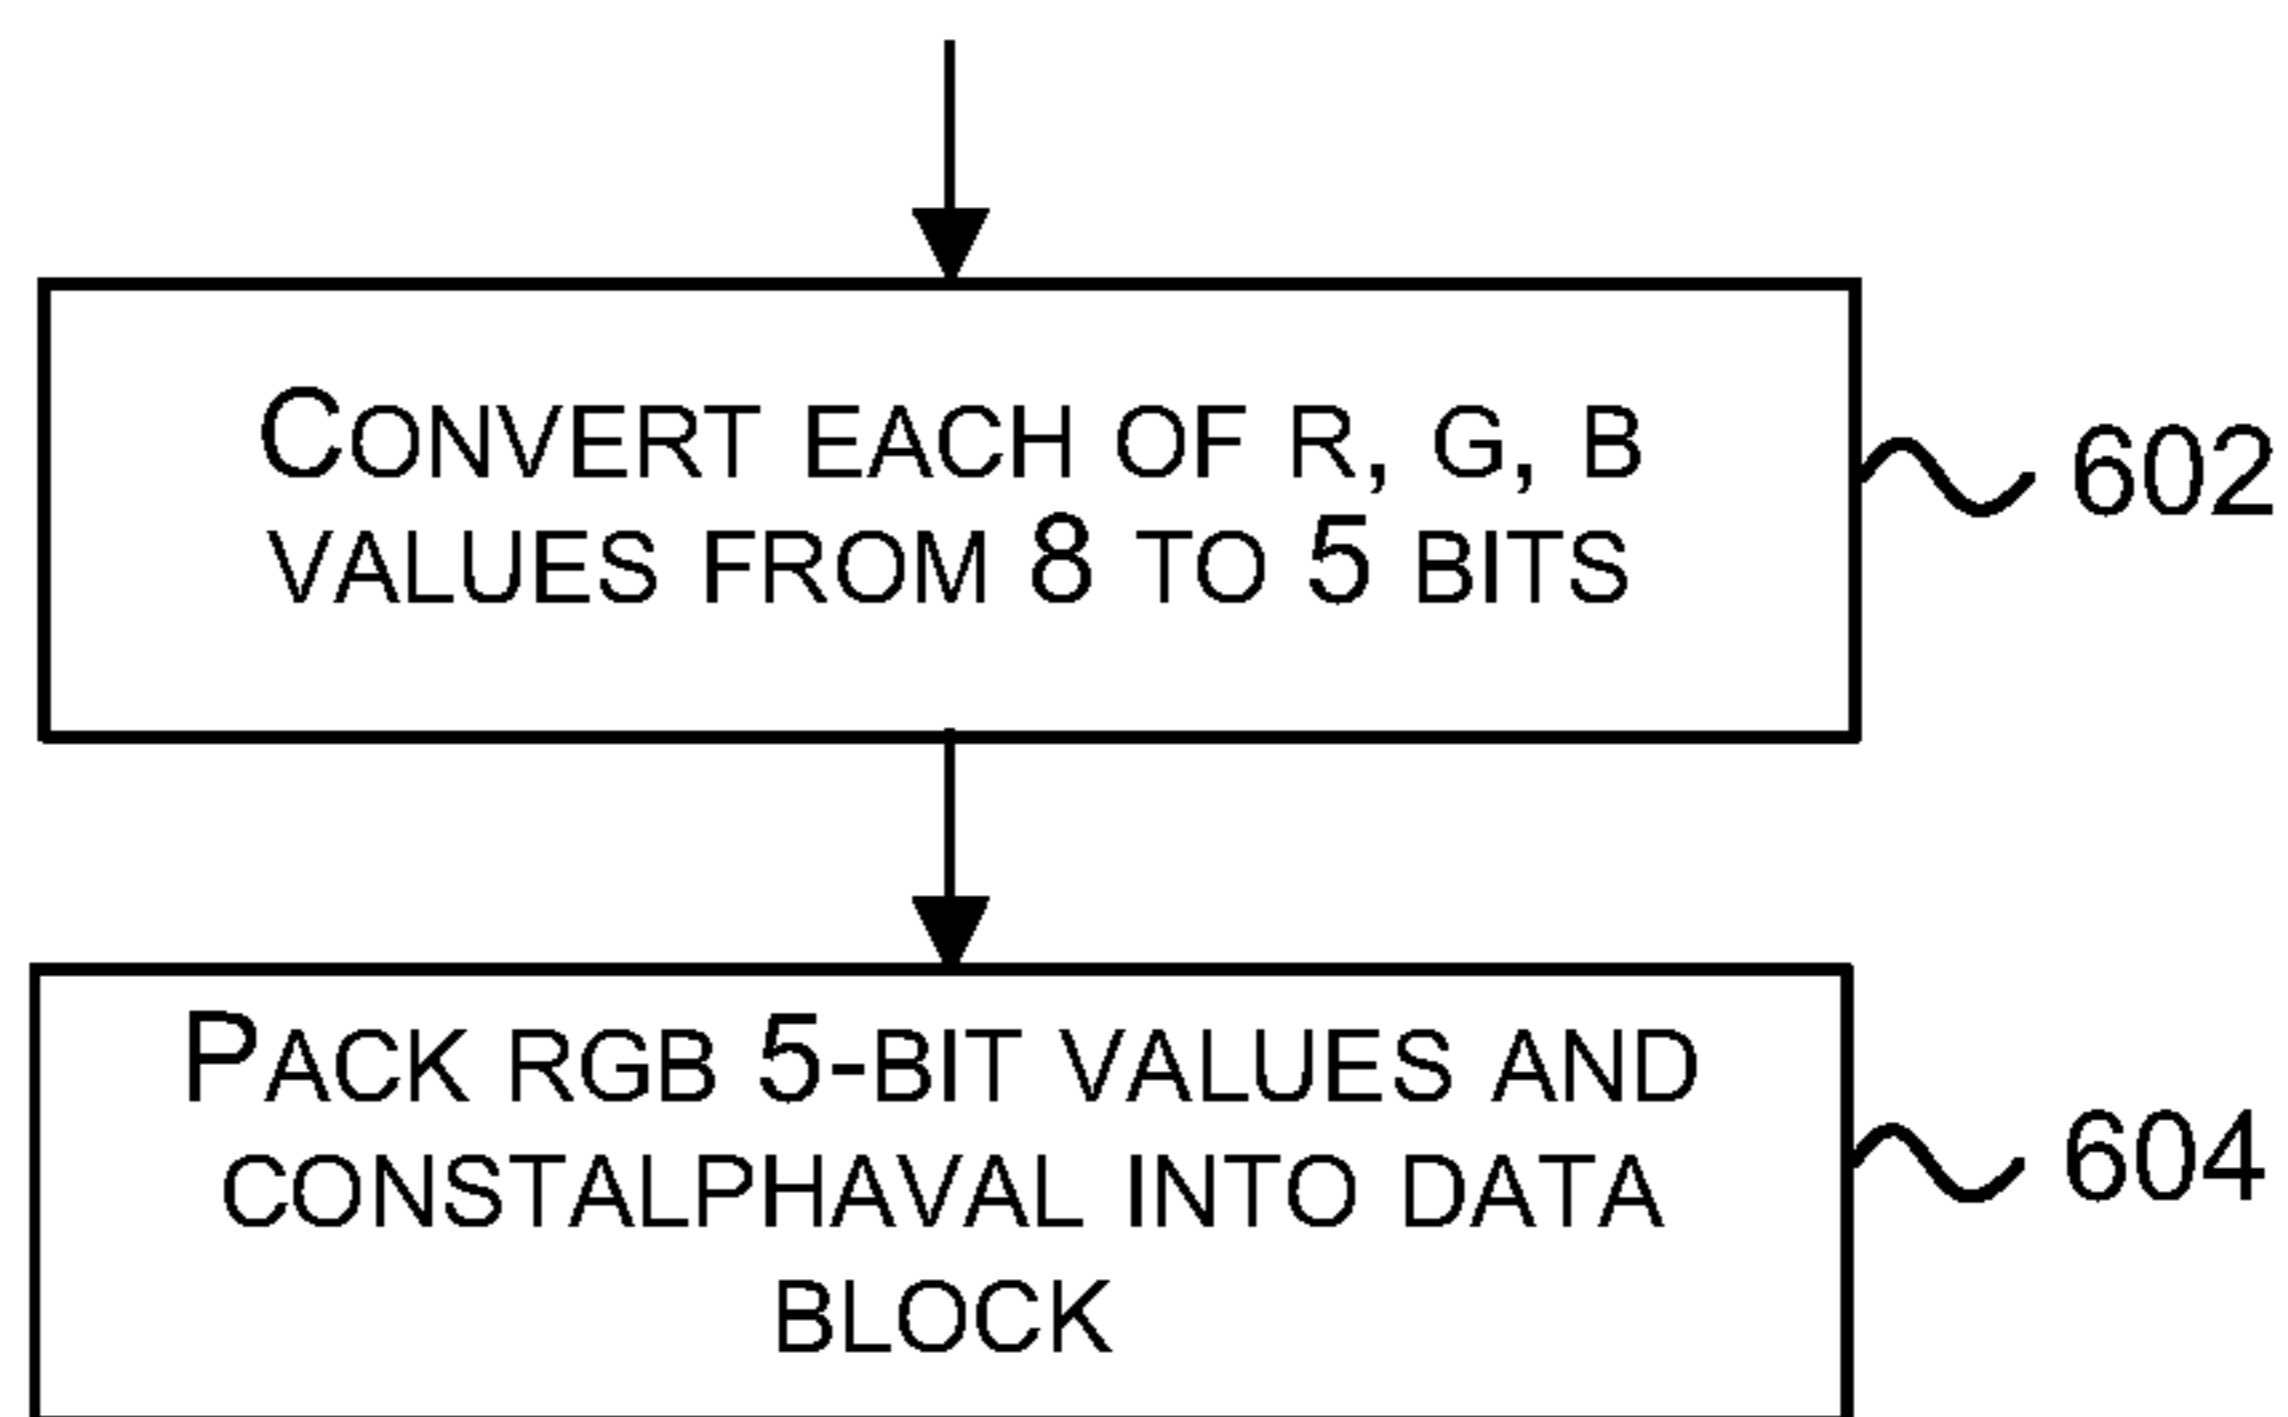 CONVERT EACH OF R, G, B
VALUES FROM 8 TO 5 BITS
602
PACK RGB 5-BIT VALUES AND
CONSTALPHAVAL INTO DATA
BLOCK
604